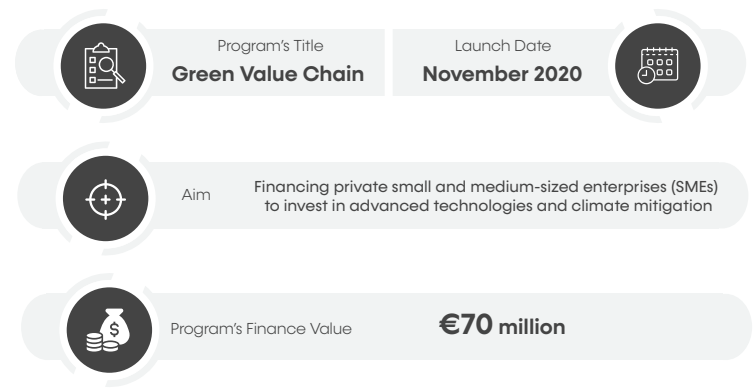 Program's Title
Green Value Chain
Launch Date
November 2020
Aim
Financing private small and medium-sized enterprises (SMEs)
to invest in advanced technologies and climate mitigation
$
Program's Finance Value
€70 million